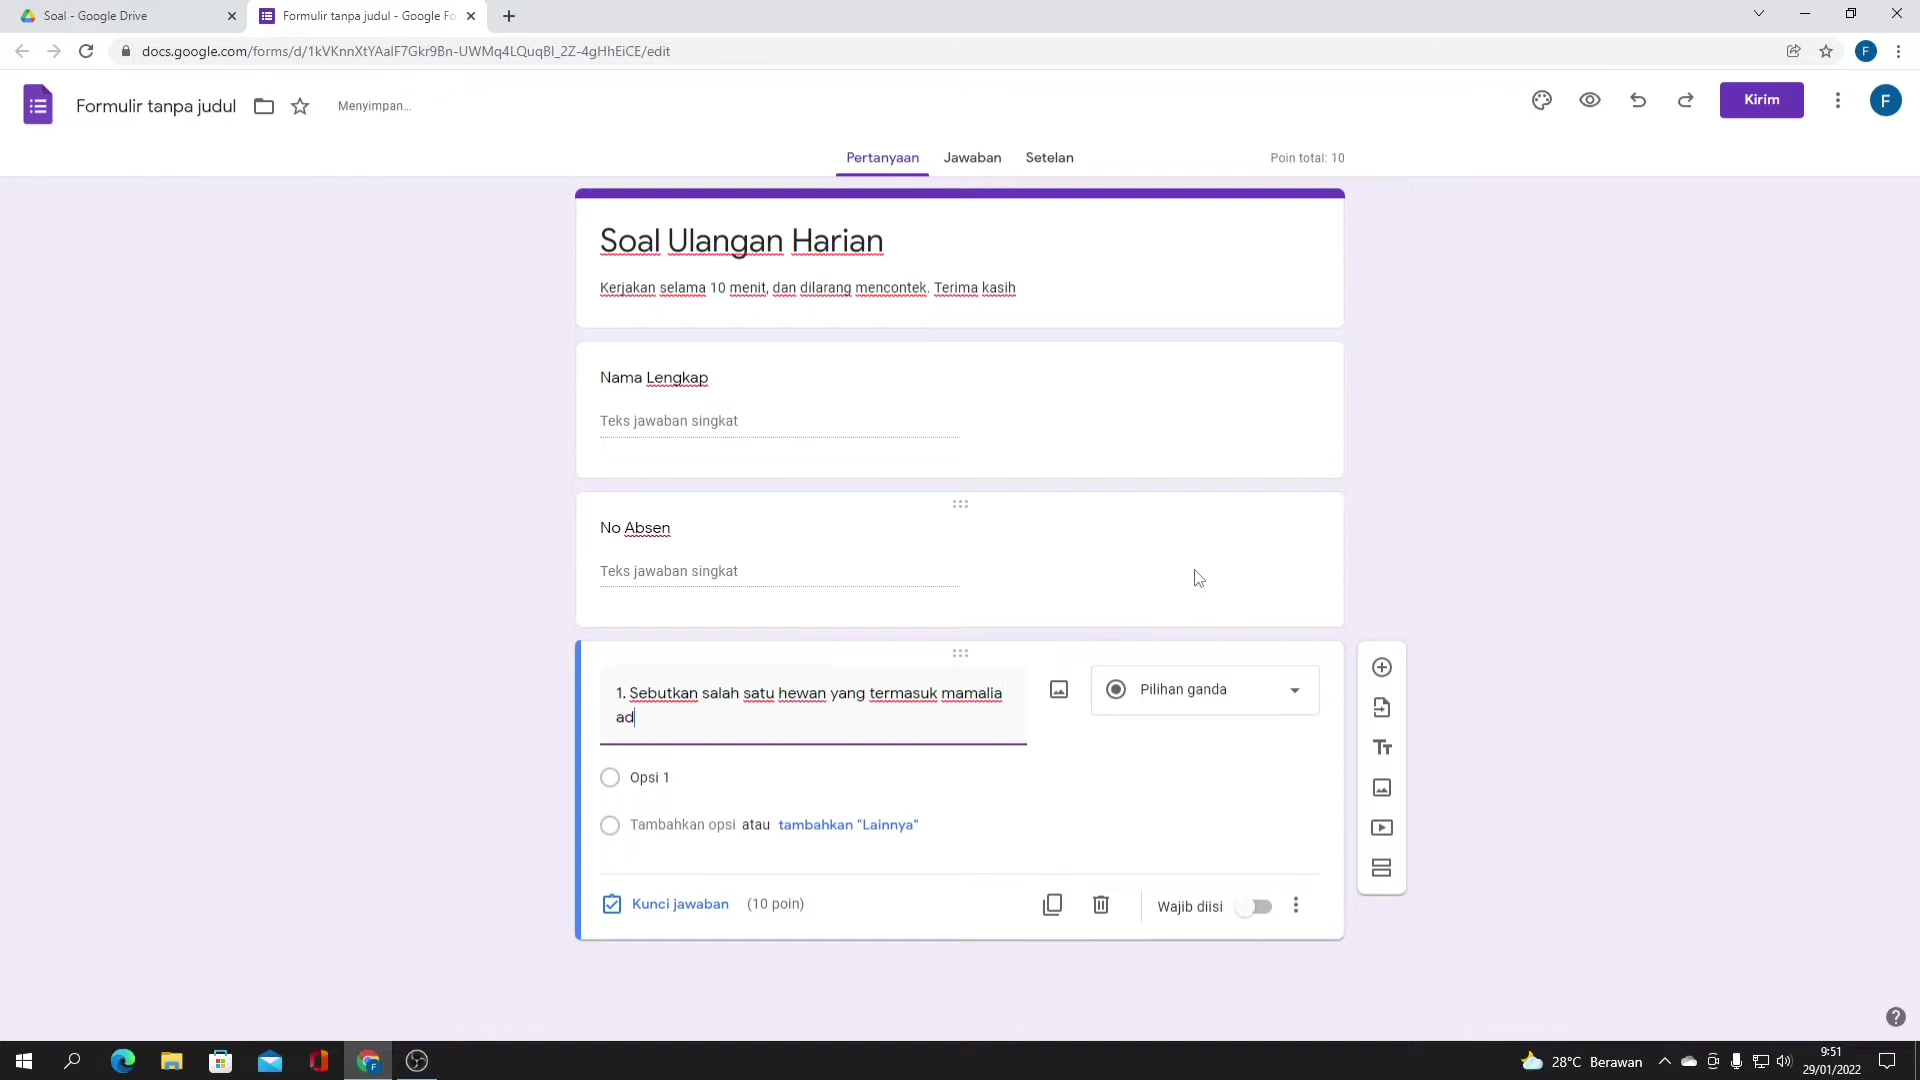 Soal - Google Drive
Formulir tanpa judul - Google Fo
docs.google.com/forms/d/1kVKnnXtYAaIF7Gkr9Bn-UWMq4LQuqBI_2Z-4gHhEiCE/edit
F
Formulir tanpa judul
Menyimpan...
Kirim
F
Pertanyaan
Jawaban
Setelan
Poin total: 10
Soal Ulangan Harian
Kerjakan selama 10 menit, dan dilarang mencontek. Terima kasih
Nama Lengkap
Teks jawaban singkat
No Absen
Teks jawaban singkat
1. Sebutkan salah satu hewan yang termasuk mamalia
ad
Pilihan ganda
Opsi 1
Tambahkan opsi atau tambahkan "Lainnya"
Kunci jawaban (10 poin)
Wajib diisi
28°C Berawan
9:51
29/01/2022